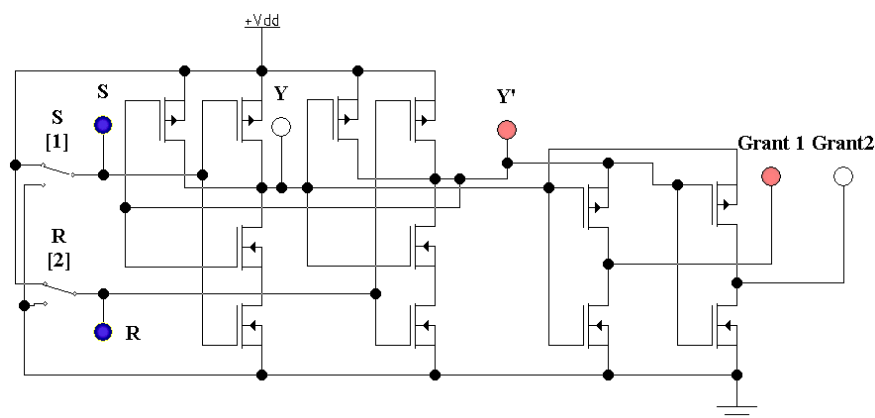 +Vdd
S
Y
Y'
S
[1]
Grant 1
Grant2
R
[2]
R